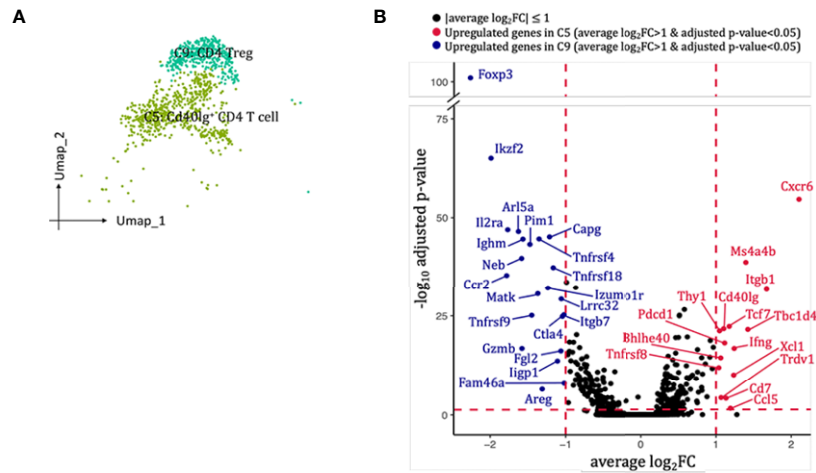 A
B
|average log₂FC| ≤ 1
Upregulated genes in C5 (average log₂FC>1 & adjusted p-value<0.05)
Upregulated genes in C9 (average log₂FC>1 & adjusted p-value<0.05)
C9: CD4 Treg
C5: Cd40lg⁺ CD4 T cell
Umap_2
Umap_1
-log₁₀ adjusted p-value
100
75
50
25
0
Foxp3
Ikzf2
Arl5a
Il2ra
Pim1
Capg
Ighm
Tnfrsf4
Neb
Tnfrsf18
Ccr2
Izumo1r
Matk
Lrrc32
Tnfrsf9
Itgb7
Ctla4
Gzmb
Fgl2
Iigp1
Fam46a
Areg
Cxcr6
Ms4a4b
Itgb1
Thy1
Cd40lg
Pdcd1
Tcf7
Tbc1d4
Bhlhe40
Ifng
Tnfrsf8
Xcl1
Trdv1
Cd7
Ccl5
−2 −1 0 1 2
average log₂FC